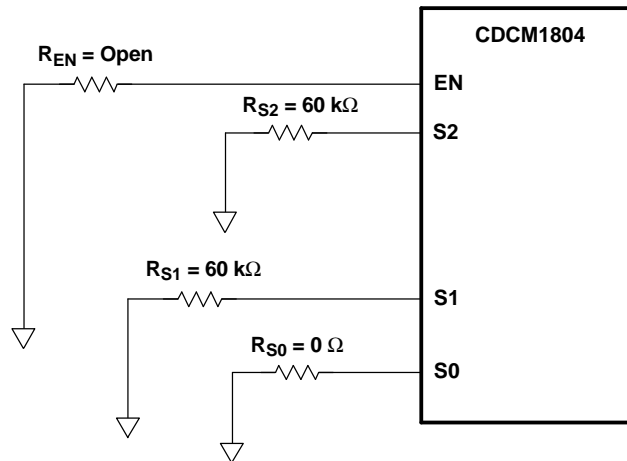 CDCM1804
R_EN = Open
EN
R_S2 = 60 kΩ
S2
R_S1 = 60 kΩ
S1
R_S0 = 0 Ω
S0